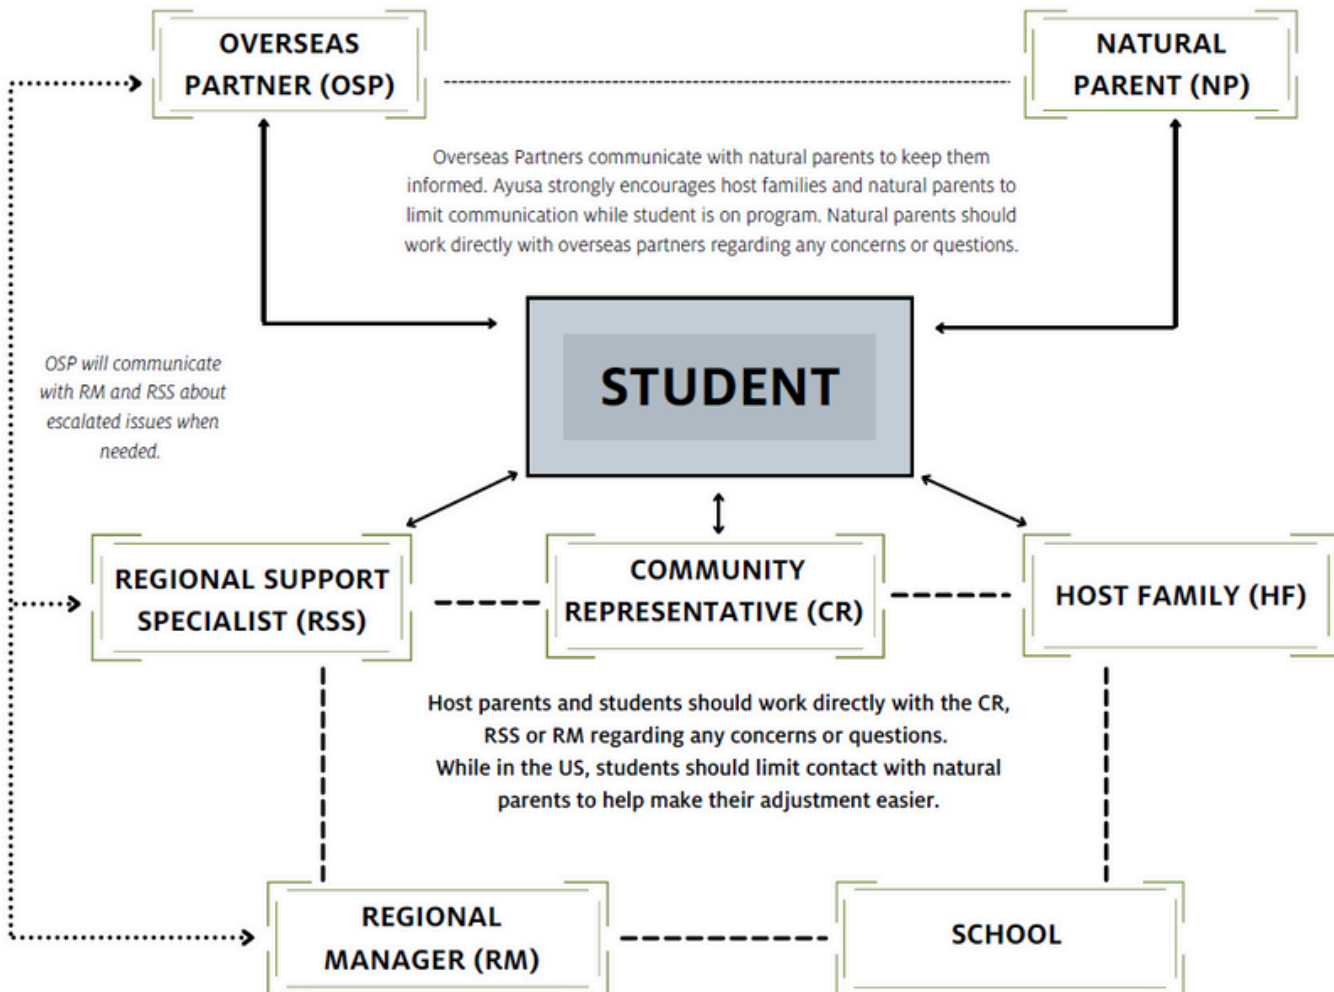 OVERSEAS
PARTNER (OSP)
NATURAL
PARENT (NP)
Overseas Partners communicate with natural parents to keep them
informed. Ayusa strongly encourages host families and natural parents to
limit communication while student is on program. Natural parents should
work directly with overseas partners regarding any concerns or questions.
STUDENT
OSP will communicate
with RM and RSS about
escalated issues when
needed.
REGIONAL SUPPORT
SPECIALIST (RSS)
COMMUNITY
REPRESENTATIVE (CR)
HOST FAMILY (HF)
Host parents and students should work directly with the CR,
RSS or RM regarding any concerns or questions.
While in the US, students should limit contact with natural
parents to help make their adjustment easier.
REGIONAL
MANAGER (RM)
SCHOOL